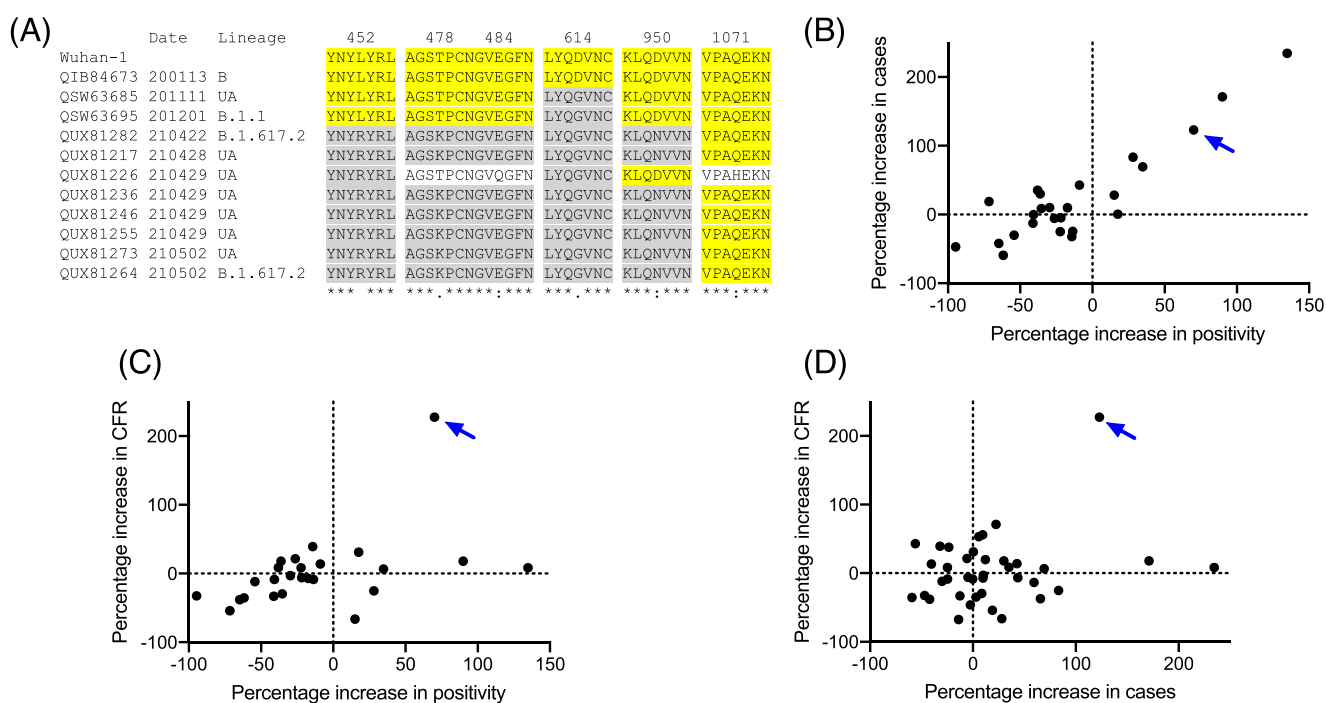 (A)
452 478 484 614 950 1071
Date Lineage
Wuhan-1 YNYLYRL AGSTPCNGVEGFN LYQDVNC KLQDVVN VPAQEKN
QIB84673 200113 B YNYLYRL AGSTPCNGVEGFN LYQDVNC KLQDVVN VPAQEKN
QSW63685 201111 UA YNYLYRL AGSTPCNGVEGFN LYQGVNC KLQDVVN VPAQEKN
QSW63695 201201 B.1.1 YNYLYRL AGSTPCNGVEGFN LYQGVNC KLQDVVN VPAQEKN
QUX81282 210422 B.1.617.2 YNYRYRL AGSKPCNGVEGFN LYQGVNC KLQNVVN VPAQEKN
QUX81217 210428 UA YNYRYRL AGSKPCNGVEGFN LYQGVNC KLQNVVN VPAQEKN
QUX81226 210429 UA YNYRYRL AGSTPCNGVQGFN LYQGVNC KLQDVVN VPAHEKN
QUX81236 210429 UA YNYRYRL AGSKPCNGVEGFN LYQGVNC KLQNVVN VPAQEKN
QUX81246 210429 UA YNYRYRL AGSKPCNGVEGFN LYQGVNC KLQNVVN VPAQEKN
QUX81255 210429 UA YNYRYRL AGSKPCNGVEGFN LYQGVNC KLQNVVN VPAQEKN
QUX81273 210502 UA YNYRYRL AGSKPCNGVEGFN LYQGVNC KLQNVVN VPAQEKN
QUX81264 210502 B.1.617.2 YNYRYRL AGSKPCNGVEGFN LYQGVNC KLQNVVN VPAQEKN
*** *** ***.*****:*** ***.*** ***:*** ***:***
(B)
Percentage increase in cases
200
100
0
-100
-100 -50 0 50 100 150
Percentage increase in positivity
(C)
Percentage increase in CFR
200
100
0
-100
-100 -50 0 50 100 150
Percentage increase in positivity
(D)
Percentage increase in CFR
200
100
0
-100
-100 0 100 200
Percentage increase in cases